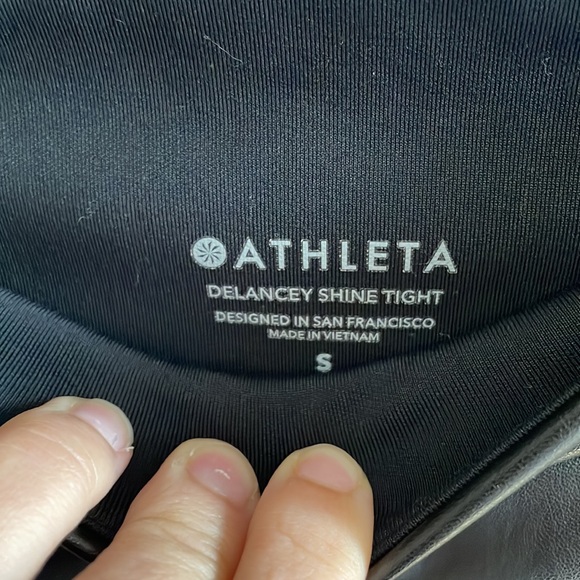 ATHLETA
DELANCEY SHINE TIGHT
DESIGNED IN SAN FRANCISCO
MADE IN VIETNAM
S